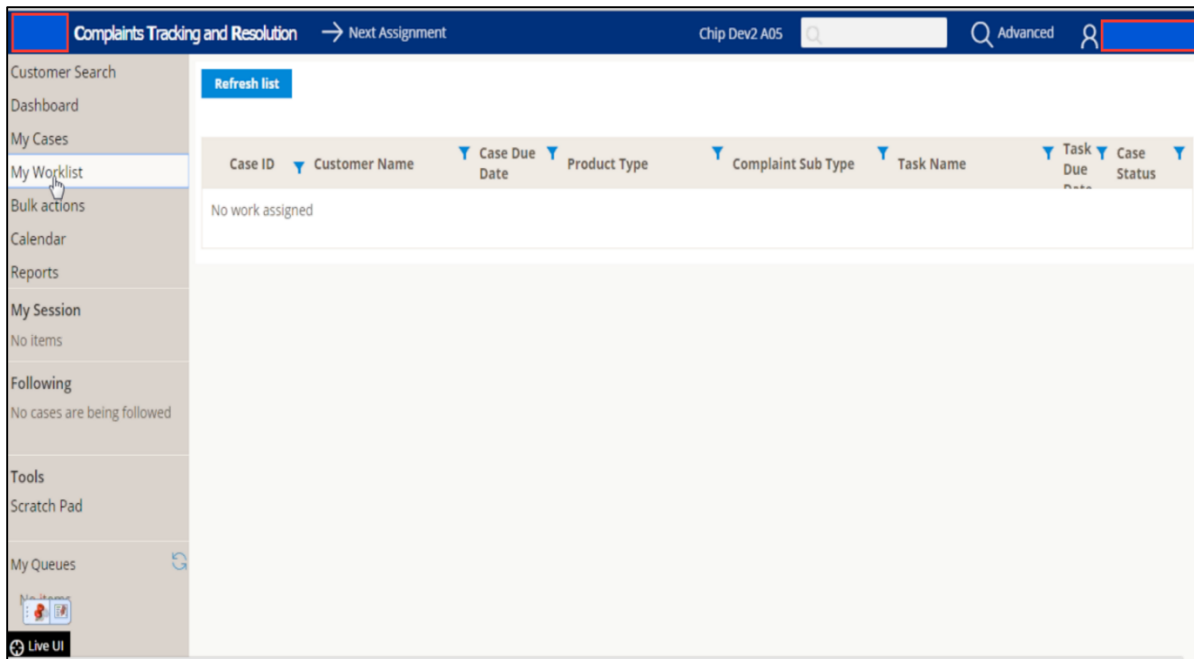 Complaints Tracking and Resolution
Next Assignment
Chip Dev2 A05
Advanced
Customer Search
Dashboard
My Cases
My Worklist
Bulk actions
Calendar
Reports
My Session
No items
Following
No cases are being followed
Tools
Scratch Pad
My Queues
No items
Live UI
Refresh list
Case ID
Customer Name
Case Due
Date
Product Type
Complaint Sub Type
Task Name
Task
Due
Date
Case
Status
No work assigned